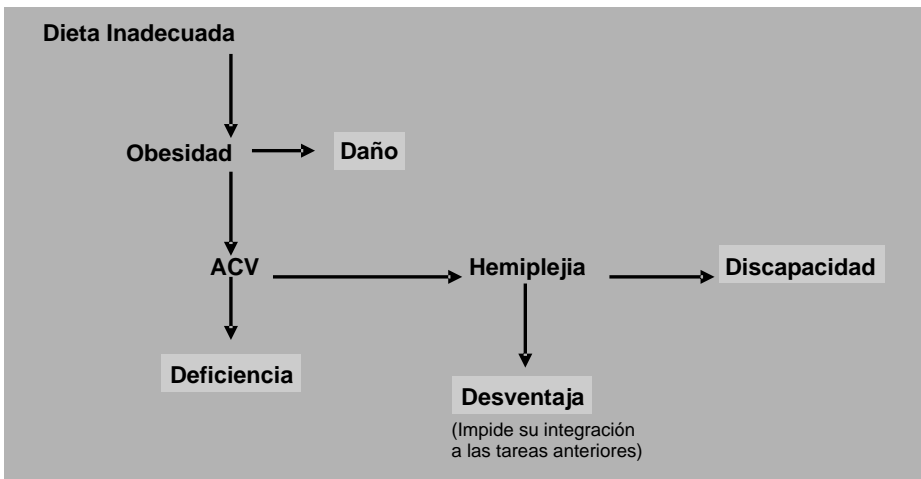 Dieta Inadecuada
Obesidad
Daño
ACV
Hemiplejia
Discapacidad
Deficiencia
Desventaja
(Impide su integración
a las tareas anteriores)